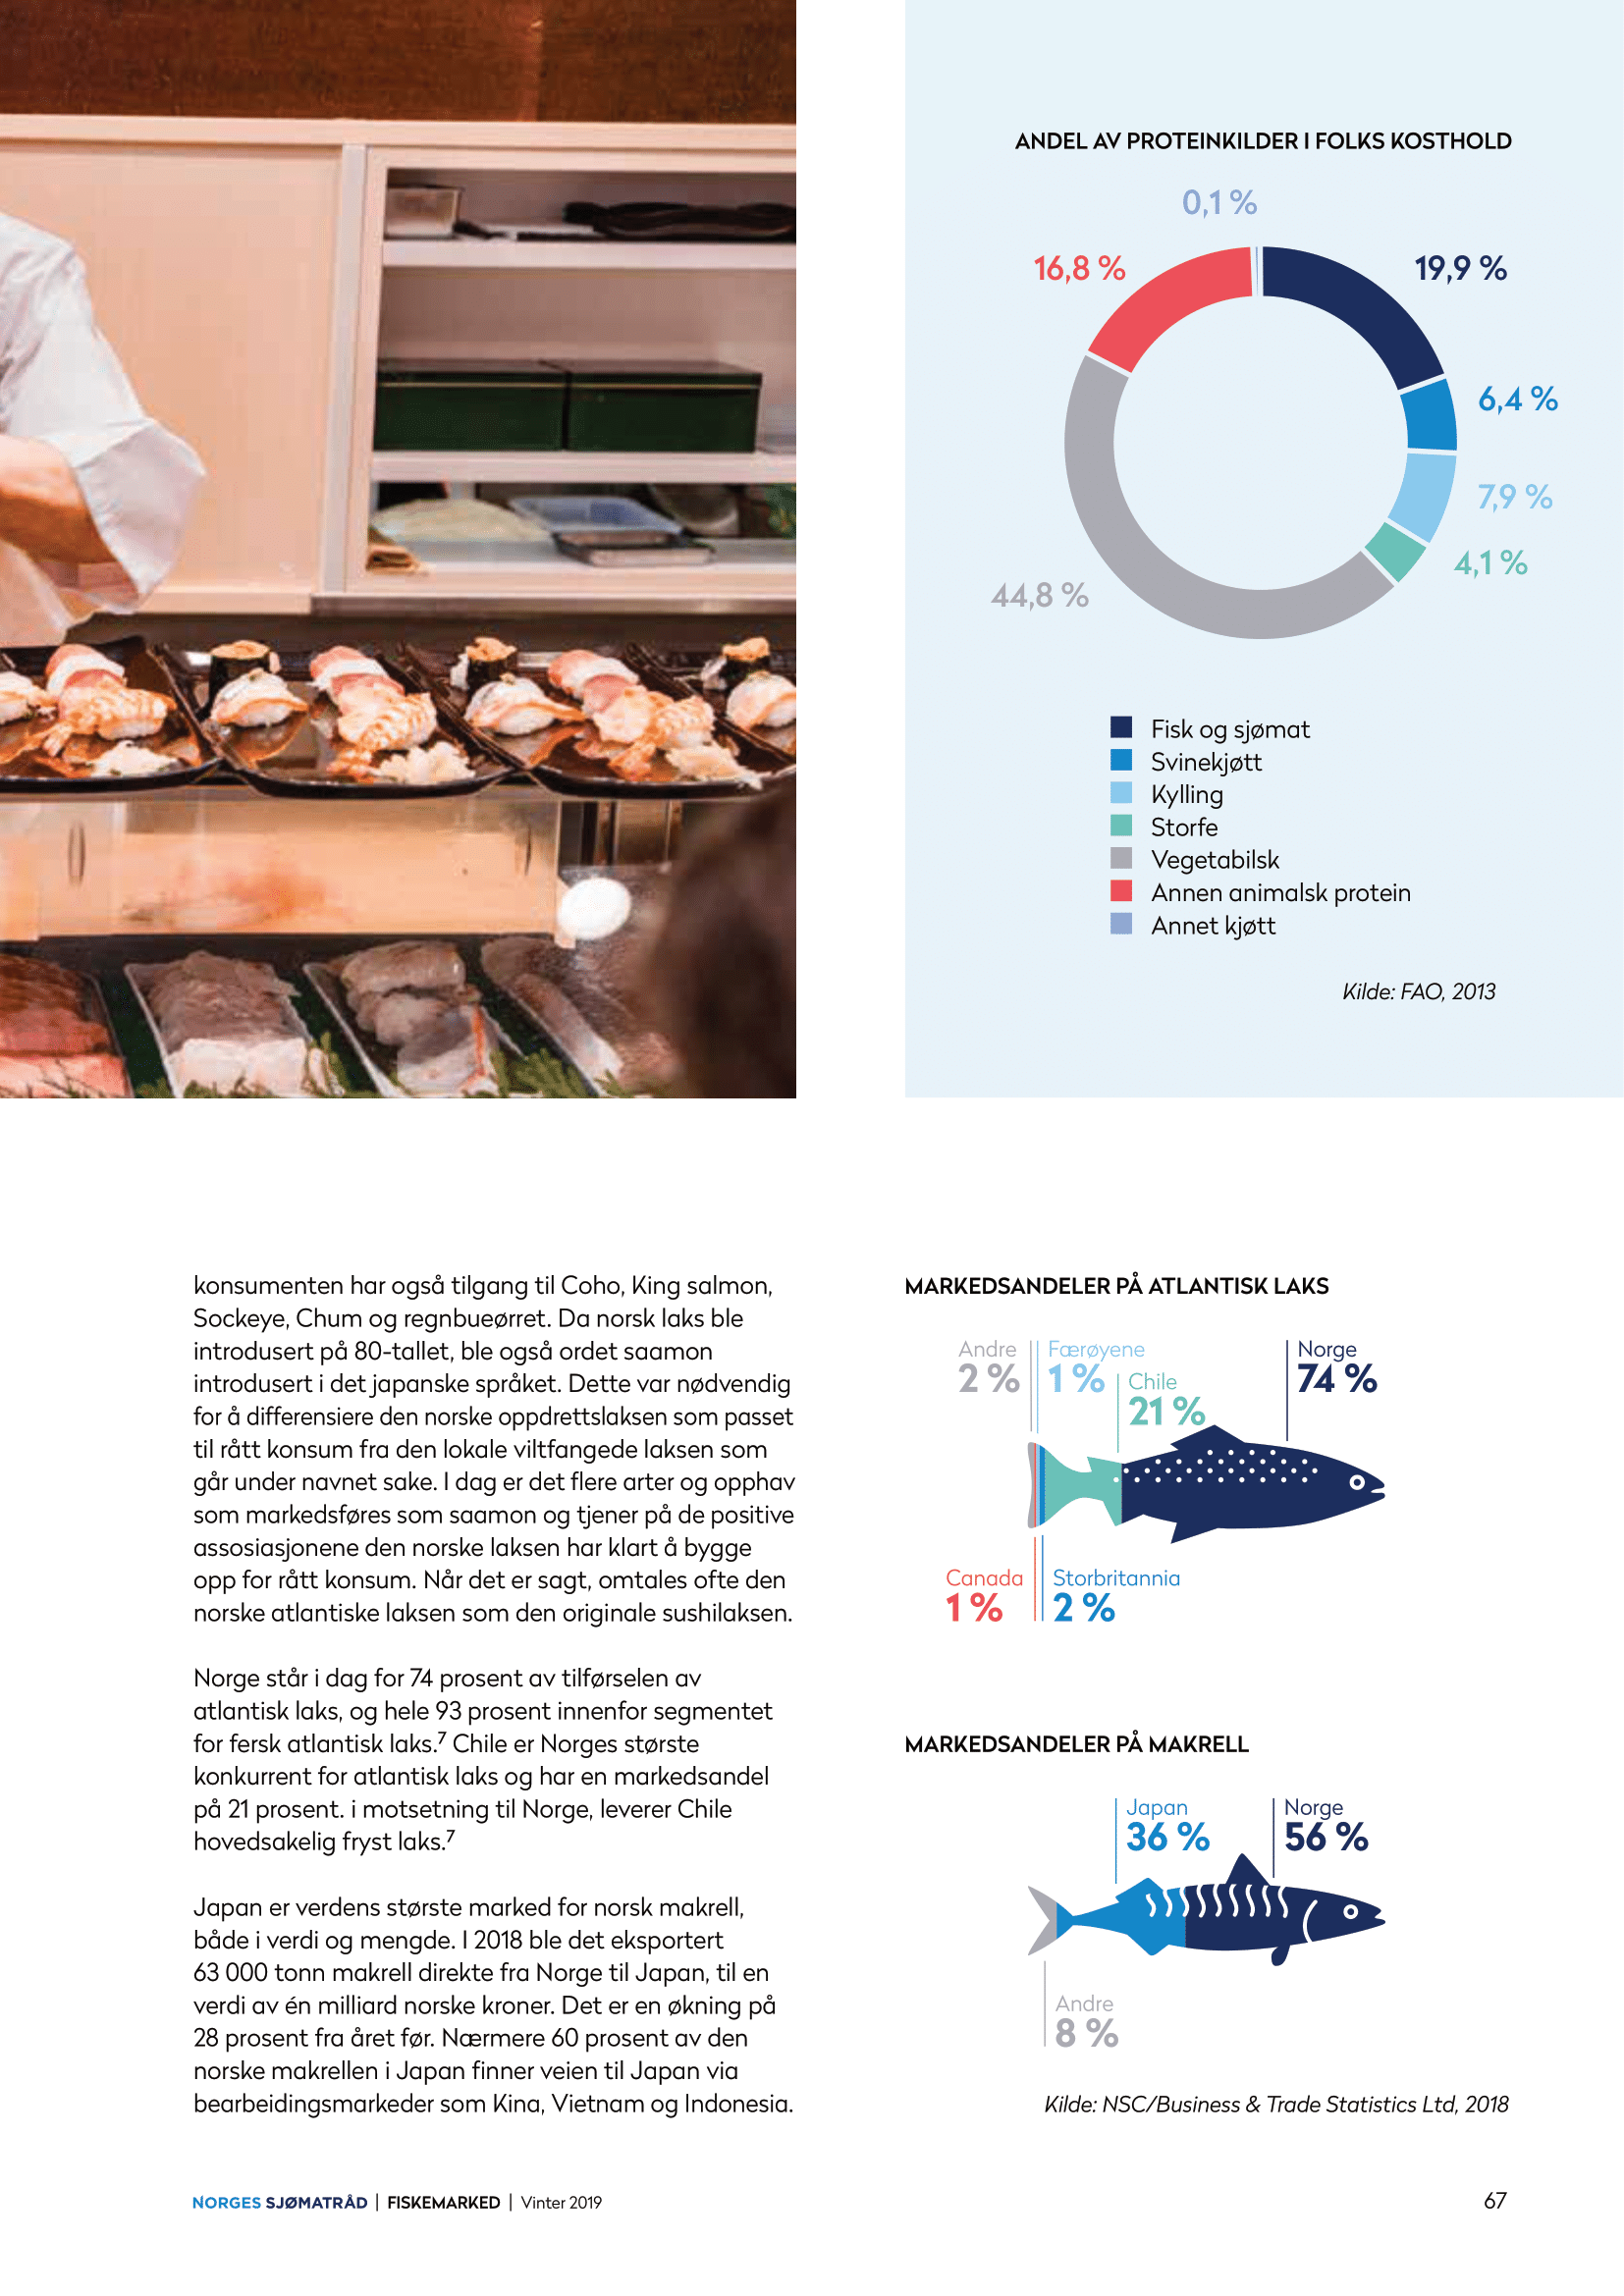 ANDEL AV PROTEINKILDER I FOLKS KOSTHOLD
0,1 %
16,8 %
19,9 %
6,4 %
7,9 %
4,1 %
44,8 %
Fisk og sjømat
Svinekjøtt
Kylling
Storfe
Vegetabilsk
Annen animalsk protein
Annet kjøtt
Kilde: FAO, 2013
konsumenten har også tilgang til Coho, King salmon,
Sockeye, Chum og regnbueørret. Da norsk laks ble
introdusert på 80-tallet, ble også ordet saamon
introdusert i det japanske språket. Dette var nødvendig
for å differensiere den norske oppdrettslaksen som passet
til rått konsum fra den lokale viltfangede laksen som
går under navnet sake. I dag er det flere arter og opphav
som markedsføres som saamon og tjener på de positive
assosiasjonene den norske laksen har klart å bygge
opp for rått konsum. Når det er sagt, omtales ofte den
norske atlantiske laksen som den originale sushilaksen.
Norge står i dag for 74 prosent av tilførselen av
atlantisk laks, og hele 93 prosent innenfor segmentet
for fersk atlantisk laks.7 Chile er Norges største
konkurrent for atlantisk laks og har en markedsandel
på 21 prosent. i motsetning til Norge, leverer Chile
hovedsakelig fryst laks.7
Japan er verdens største marked for norsk makrell,
både i verdi og mengde. I 2018 ble det eksportert
63 000 tonn makrell direkte fra Norge til Japan, til en
verdi av én milliard norske kroner. Det er en økning på
28 prosent fra året før. Nærmere 60 prosent av den
norske makrellen i Japan finner veien til Japan via
bearbeidingsmarkeder som Kina, Vietnam og Indonesia.
MARKEDSANDELER PÅ ATLANTISK LAKS
Andre
2 %
Færøyene
1 %
Chile
21 %
Norge
74 %
Canada
1 %
Storbritannia
2 %
MARKEDSANDELER PÅ MAKRELL
Japan
36 %
Norge
56 %
Andre
8 %
Kilde: NSC/Business & Trade Statistics Ltd, 2018
NORGES SJØMATRÅD | FISKEMARKED | Vinter 2019
67